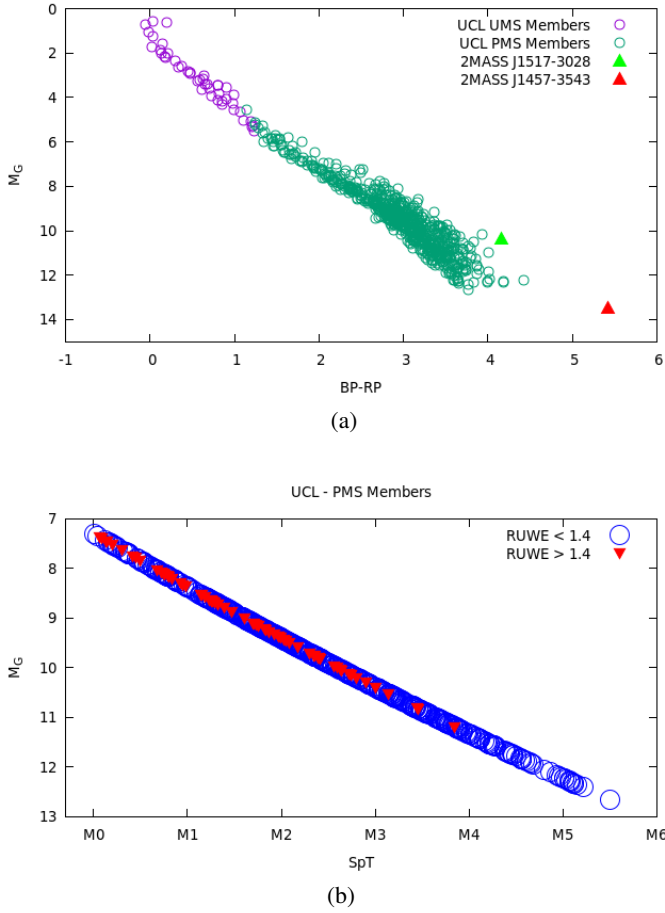 0
2
4
6
8
10
12
14
M_G
UCL UMS Members
UCL PMS Members
2MASS J1517-3028
2MASS J1457-3543
-1 0 1 2 3 4 5 6
BP-RP
(a)
UCL - PMS Members
7
8
9
10
11
12
13
M_G
RUWE < 1.4
RUWE > 1.4
M0 M1 M2 M3 M4 M5 M6
SpT
(b)